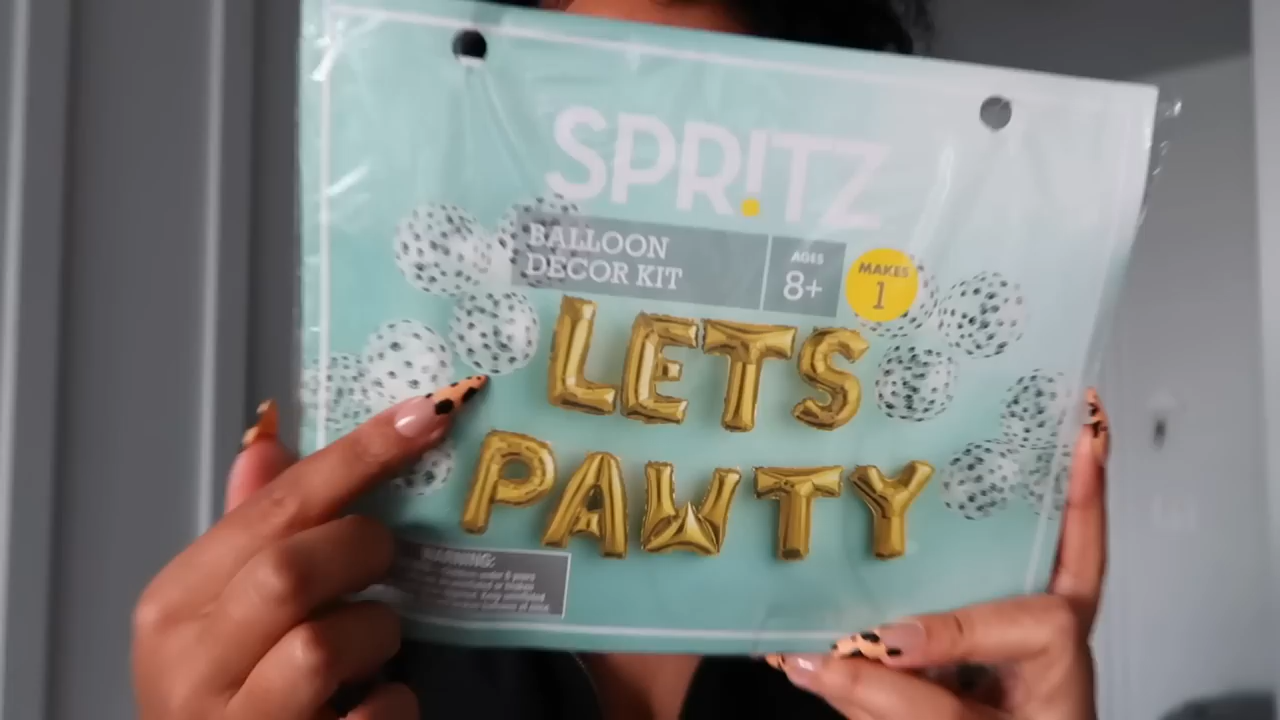 SPR!TZ
BALLOON
DECOR KIT
AGES
8+
MAKES
1
LETS
PAWTY
WARNING: